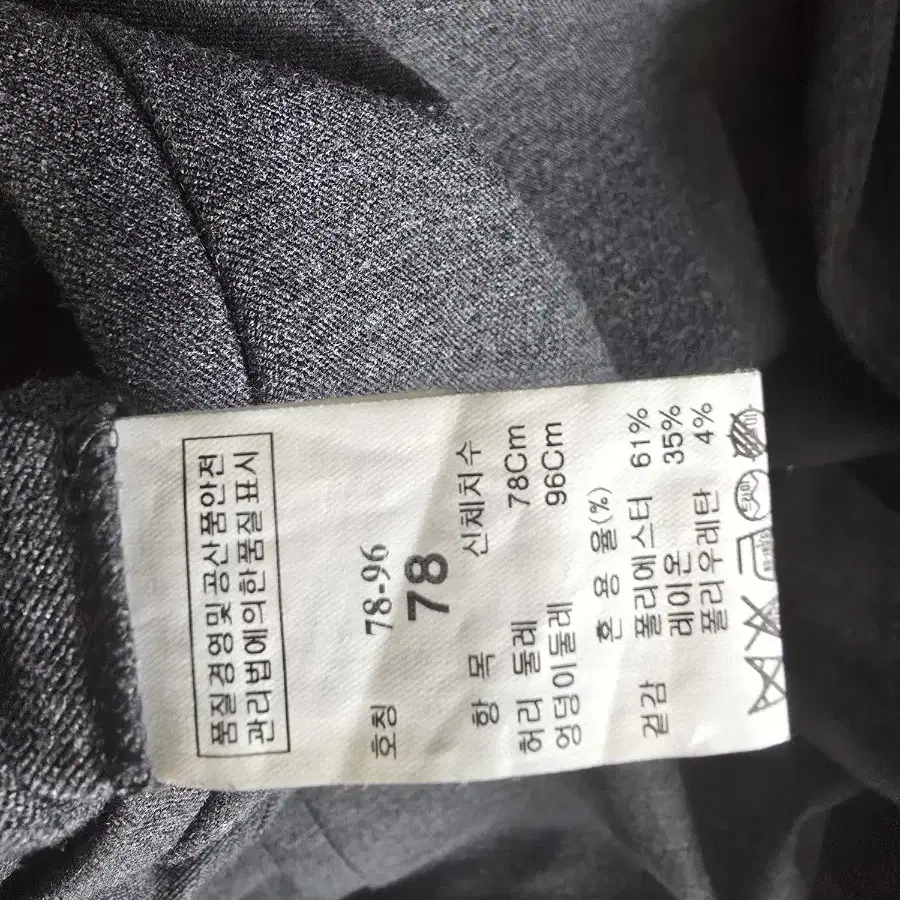 품질경영및공산품안전
관리법에의한품질표시
호칭 78-96
78
항 목 신체치수
허리 둘레 78Cm
엉덩이둘레 96Cm
혼 용 율(%)
겉감 폴리에스터 61%
레이온 35%
폴리우레탄 4%
드라이